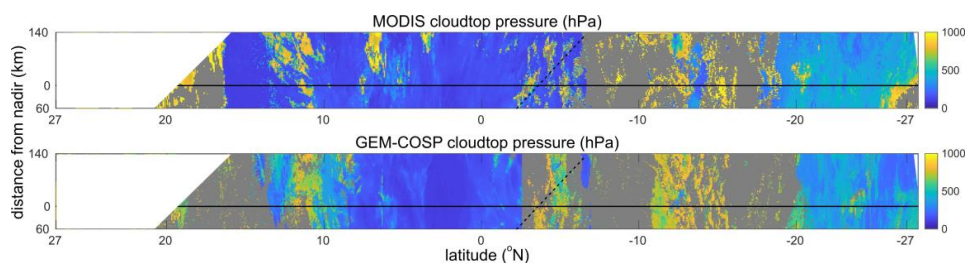 MODIS cloudtop pressure (hPa)
distance from nadir (km)
140
0
60
27 20 10 0 -10 -20 -27
1000
500
0
GEM-COSP cloudtop pressure (hPa)
140
0
60
27 20 10 0 -10 -20 -27
1000
500
0
latitude (°N)